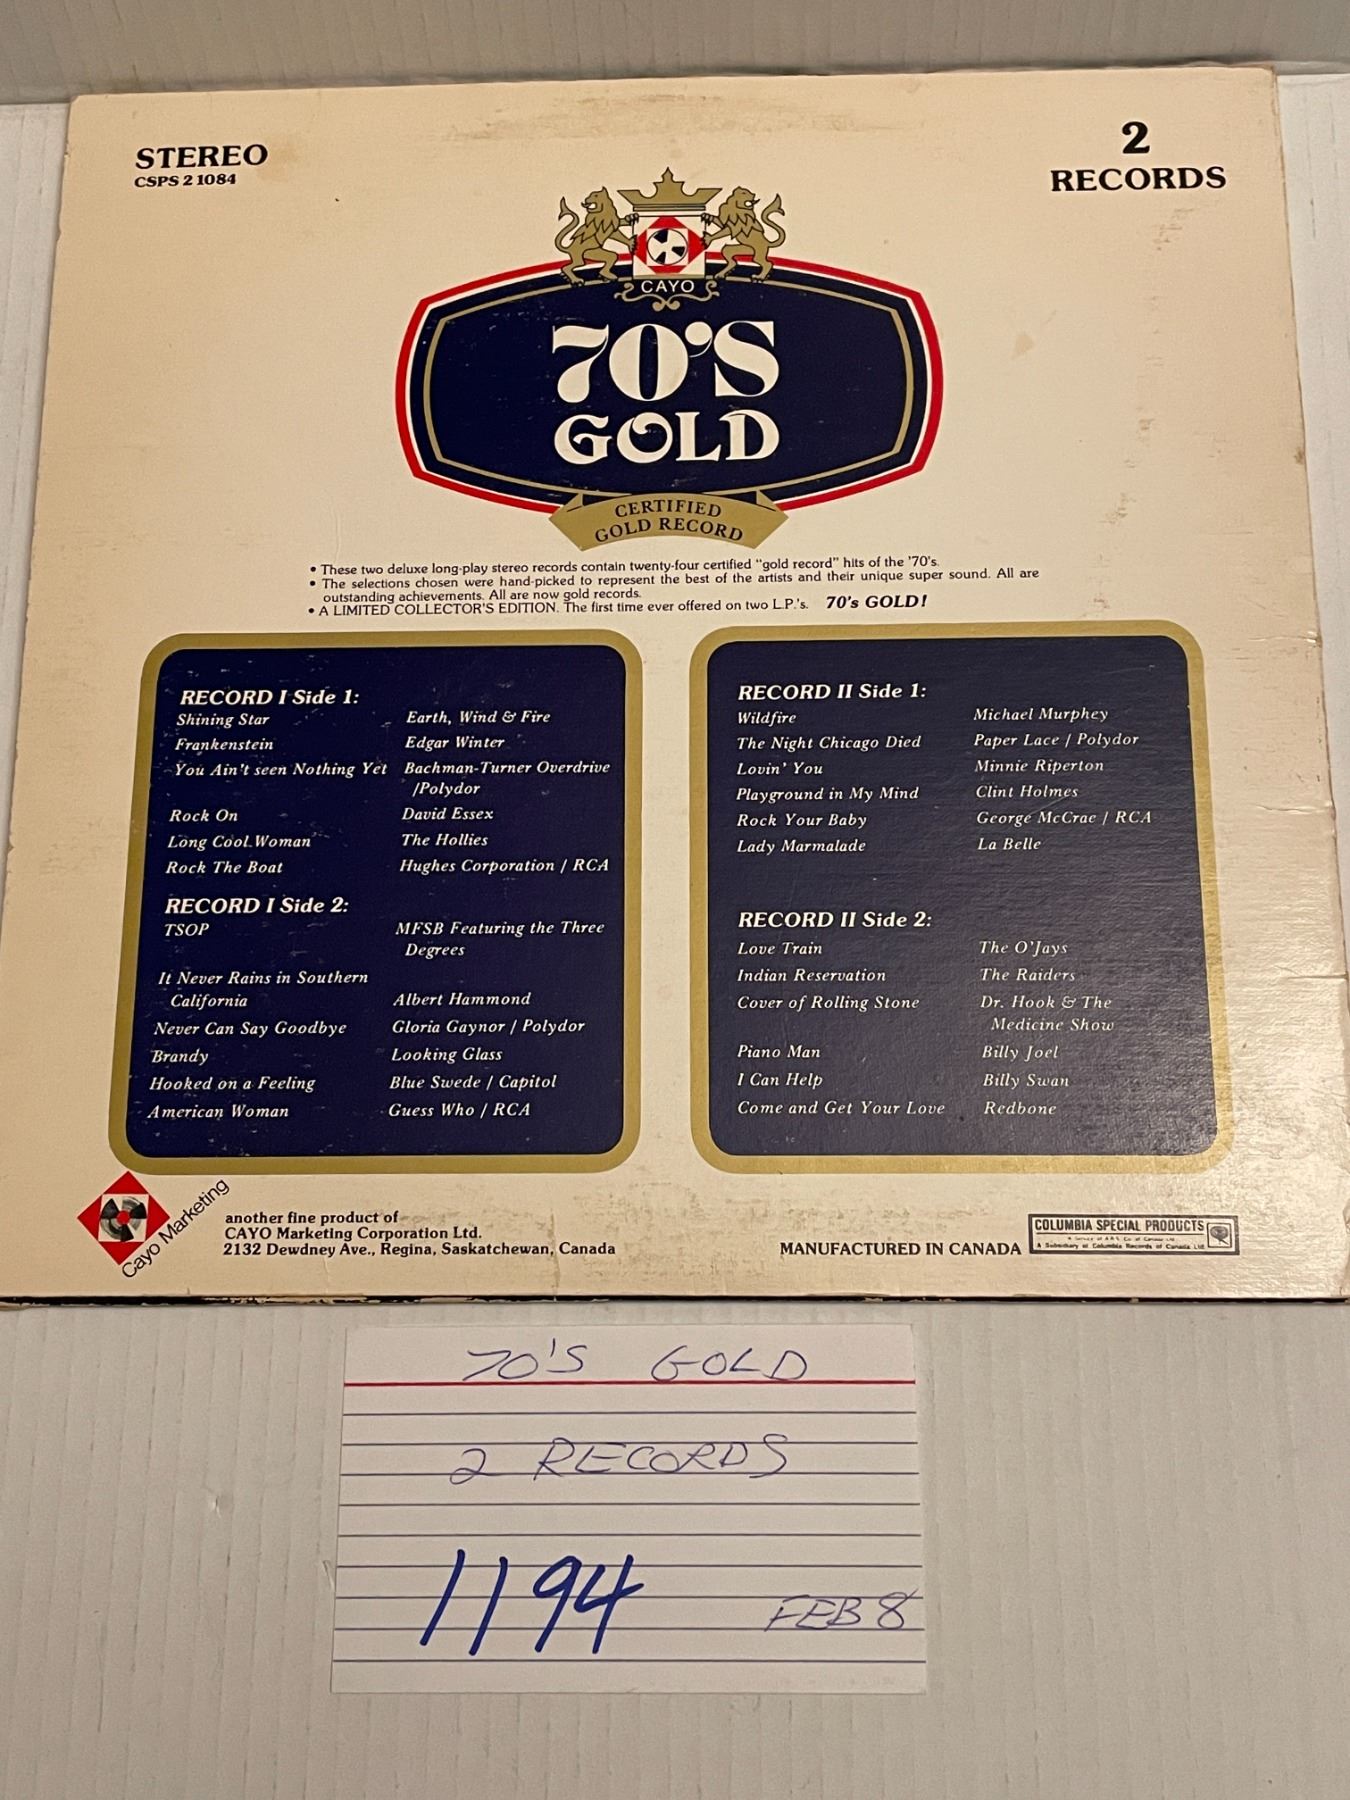 STEREO
CSPS 2 1084
2
RECORDS
CAYO
70'S
GOLD
CERTIFIED
GOLD RECORD
• These two deluxe long-play stereo records contain twenty-four certified "gold record" hits of the '70's.
• The selections chosen were hand-picked to represent the best of the artists and their unique super sound. All are
outstanding achievements. All are now gold records.
• A LIMITED COLLECTOR'S EDITION. The first time ever offered on two L.P.'s. 70's GOLD!
RECORD I Side 1:
Shining Star Earth, Wind & Fire
Frankenstein Edgar Winter
You Ain't seen Nothing Yet Bachman-Turner Overdrive
/Polydor
Rock On David Essex
Long Cool Woman The Hollies
Rock The Boat Hughes Corporation / RCA
RECORD I Side 2:
TSOP MFSB Featuring the Three
Degrees
It Never Rains in Southern
California Albert Hammond
Never Can Say Goodbye Gloria Gaynor / Polydor
Brandy Looking Glass
Hooked on a Feeling Blue Swede / Capitol
American Woman Guess Who / RCA
RECORD II Side 1:
Wildfire Michael Murphey
The Night Chicago Died Paper Lace / Polydor
Lovin' You Minnie Riperton
Playground in My Mind Clint Holmes
Rock Your Baby George McCrae / RCA
Lady Marmalade La Belle
RECORD II Side 2:
Love Train The O'Jays
Indian Reservation The Raiders
Cover of Rolling Stone Dr. Hook & The
Medicine Show
Piano Man Billy Joel
I Can Help Billy Swan
Come and Get Your Love Redbone
Cayo Marketing
another fine product of
CAYO Marketing Corporation Ltd.
2132 Dewdney Ave., Regina, Saskatchewan, Canada
MANUFACTURED IN CANADA
COLUMBIA SPECIAL PRODUCTS
A Subsidiary of Columbia Records of Canada Ltd.
70'S GOLD
2 RECORDS
1194 FEB 8